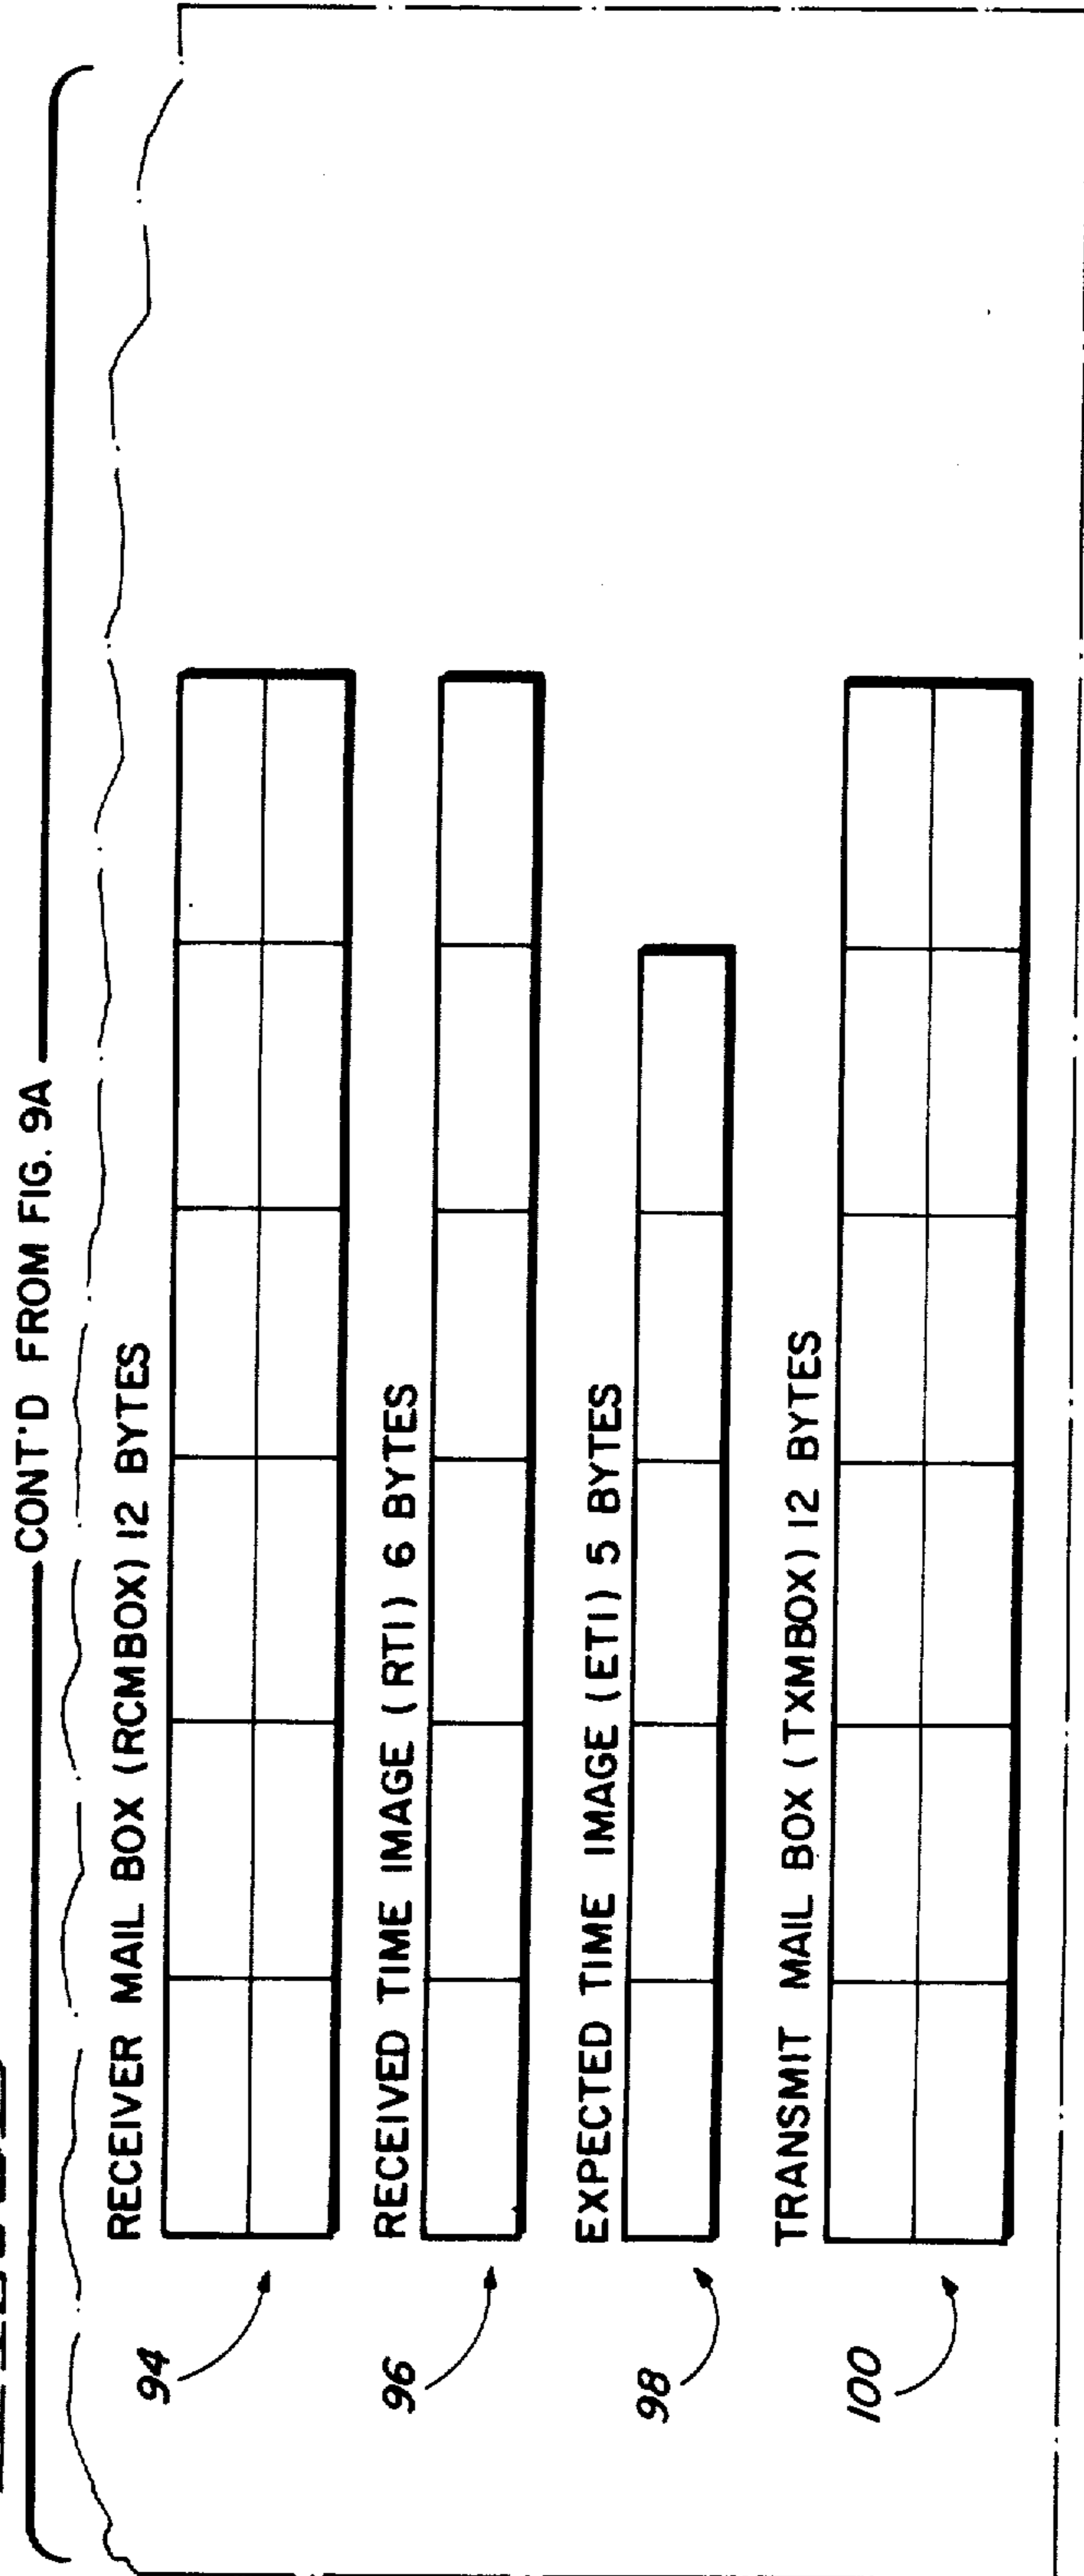 CONT'D FROM FIG. 9A
RECEIVER MAIL BOX (RCMBOX) 12 BYTES
94
RECEIVED TIME IMAGE (RTI) 6 BYTES
96
EXPECTED TIME IMAGE (ETI) 5 BYTES
98
TRANSMIT MAIL BOX (TXMBOX) 12 BYTES
100